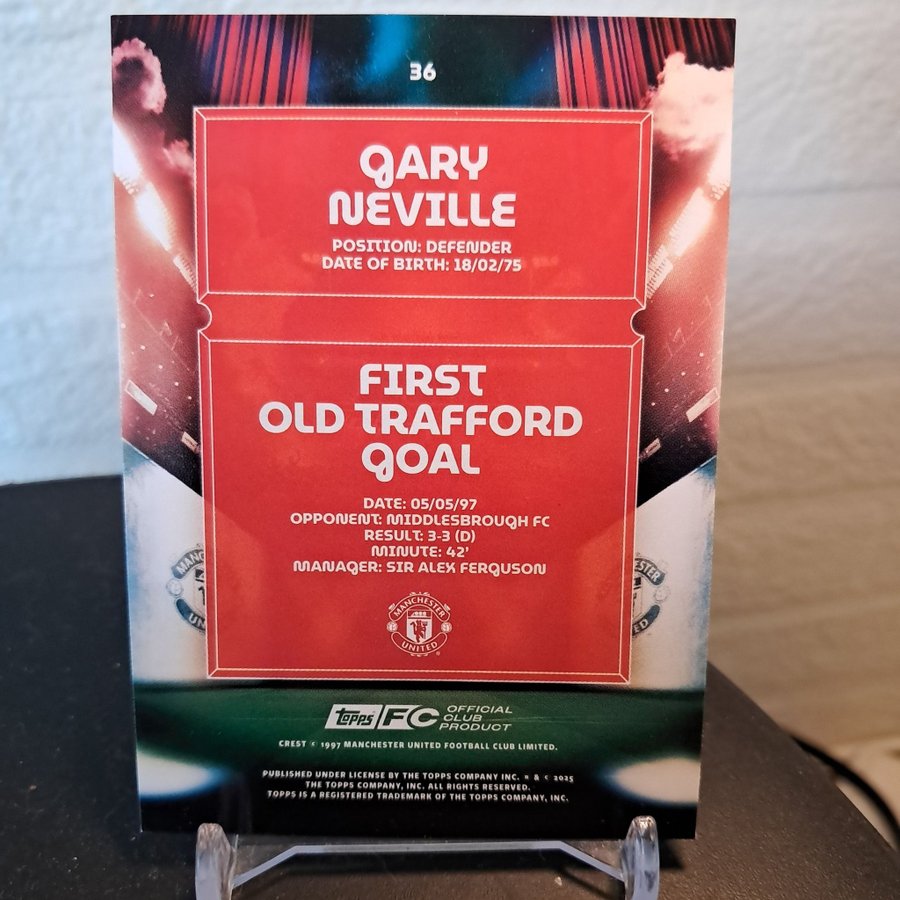 36
GARY
NEVILLE
POSITION: DEFENDER
DATE OF BIRTH: 18/02/75
FIRST
OLD TRAFFORD
GOAL
DATE: 05/05/97
OPPONENT: MIDDLESBROUGH FC
RESULT: 3-3 (D)
MINUTE: 42'
MANAGER: SIR ALEX FERGUSON
MANCHESTER
UNITED
Topps FC OFFICIAL
CLUB
PRODUCT
CREST © 1997 MANCHESTER UNITED FOOTBALL CLUB LIMITED.
PUBLISHED UNDER LICENSE BY THE TOPPS COMPANY INC. ® & © 2025
THE TOPPS COMPANY, INC. ALL RIGHTS RESERVED.
TOPPS IS A REGISTERED TRADEMARK OF THE TOPPS COMPANY, INC.